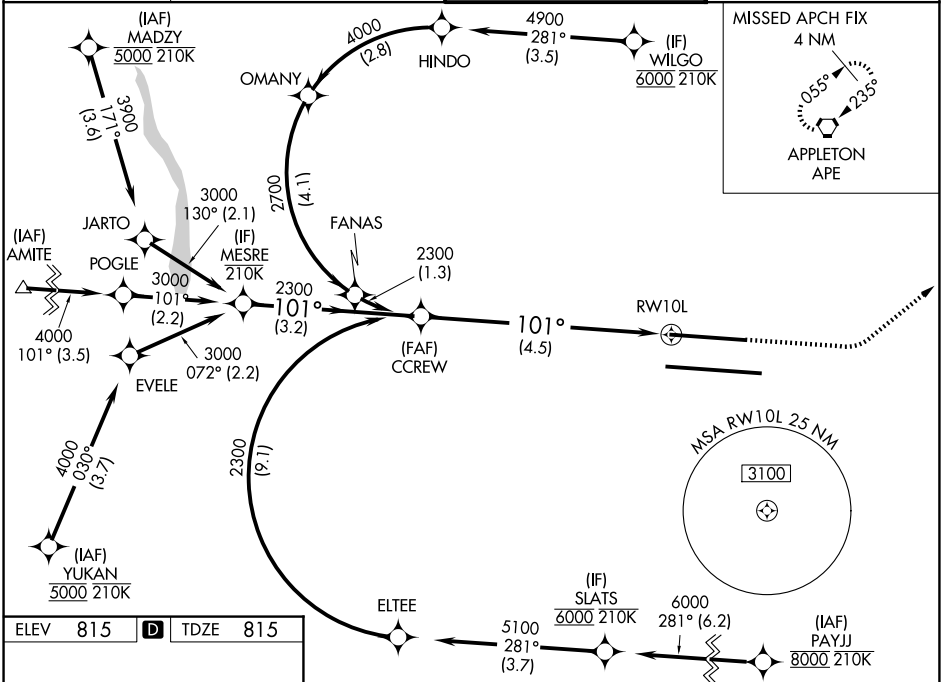 (IAF)
MADZY
5000 210K
3900
171°
(3.6)
4000
(2.8)
HINDO
4900
281°
(3.5)
(IF)
WILGO
6000 210K
MISSED APCH FIX
4 NM
055°
235°
APPLETON
APE
OMANY
2700
(4.1)
JARTO
3000
130° (2.1)
FANAS
2300
(1.3)
(IAF)
AMITE
POGLE
(IF)
MESRE
210K
4000
101° (3.5)
3000
101°
(2.2)
2300
101°
(3.2)
(FAF)
CCREW
101°
(4.5)
RW10L
EVELE
3000
072° (2.2)
4000
030°
(3.7)
(IAF)
YUKAN
5000 210K
2300
(9.1)
MSA RW10L 25 NM
3100
ELTEE
5100
281°
(3.7)
(IF)
SLATS
6000 210K
6000
281° (6.2)
(IAF)
PAYJJ
8000 210K
ELEV 815 D TDZE 815